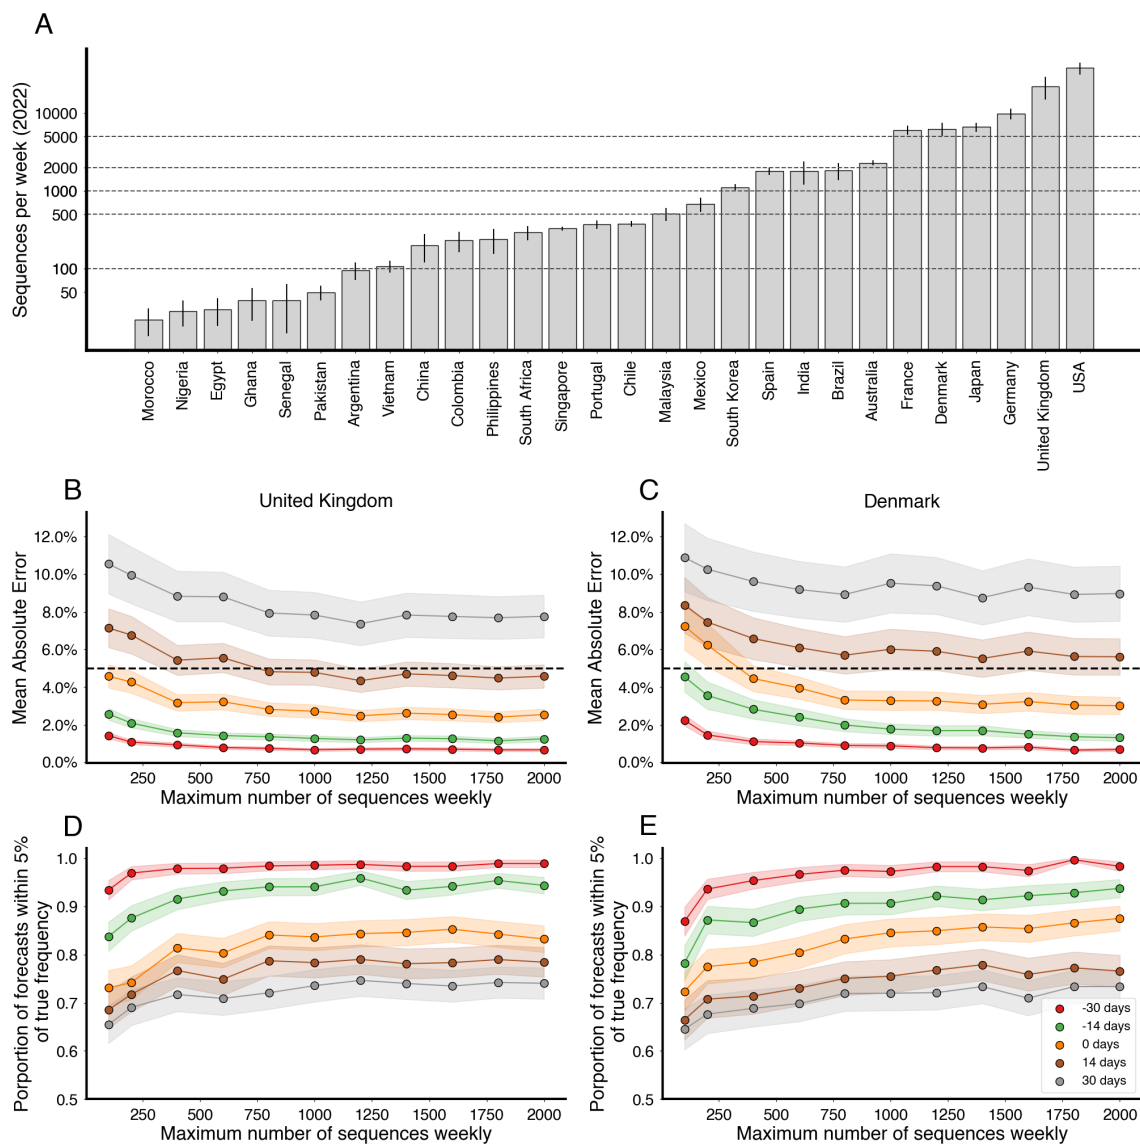 A
Sequences per week (2022)
10000
5000
2000
1000
500
100
50
Morocco
Nigeria
Egypt
Ghana
Senegal
Pakistan
Argentina
Vietnam
China
Colombia
Philippines
South Africa
Singapore
Portugal
Chile
Malaysia
Mexico
South Korea
Spain
India
Brazil
Australia
France
Denmark
Japan
Germany
United Kingdom
USA
B
United Kingdom
Mean Absolute Error
12.0%
10.0%
8.0%
6.0%
4.0%
2.0%
0.0%
250 500 750 1000 1250 1500 1750 2000
Maximum number of sequences weekly
C
Denmark
Mean Absolute Error
12.0%
10.0%
8.0%
6.0%
4.0%
2.0%
0.0%
250 500 750 1000 1250 1500 1750 2000
Maximum number of sequences weekly
D
Porportion of forecasts within 5%
of true frequency
1.0
0.9
0.8
0.7
0.6
0.5
250 500 750 1000 1250 1500 1750 2000
Maximum number of sequences weekly
E
Porportion of forecasts within 5%
of true frequency
1.0
0.9
0.8
0.7
0.6
0.5
250 500 750 1000 1250 1500 1750 2000
Maximum number of sequences weekly
-30 days
-14 days
0 days
14 days
30 days